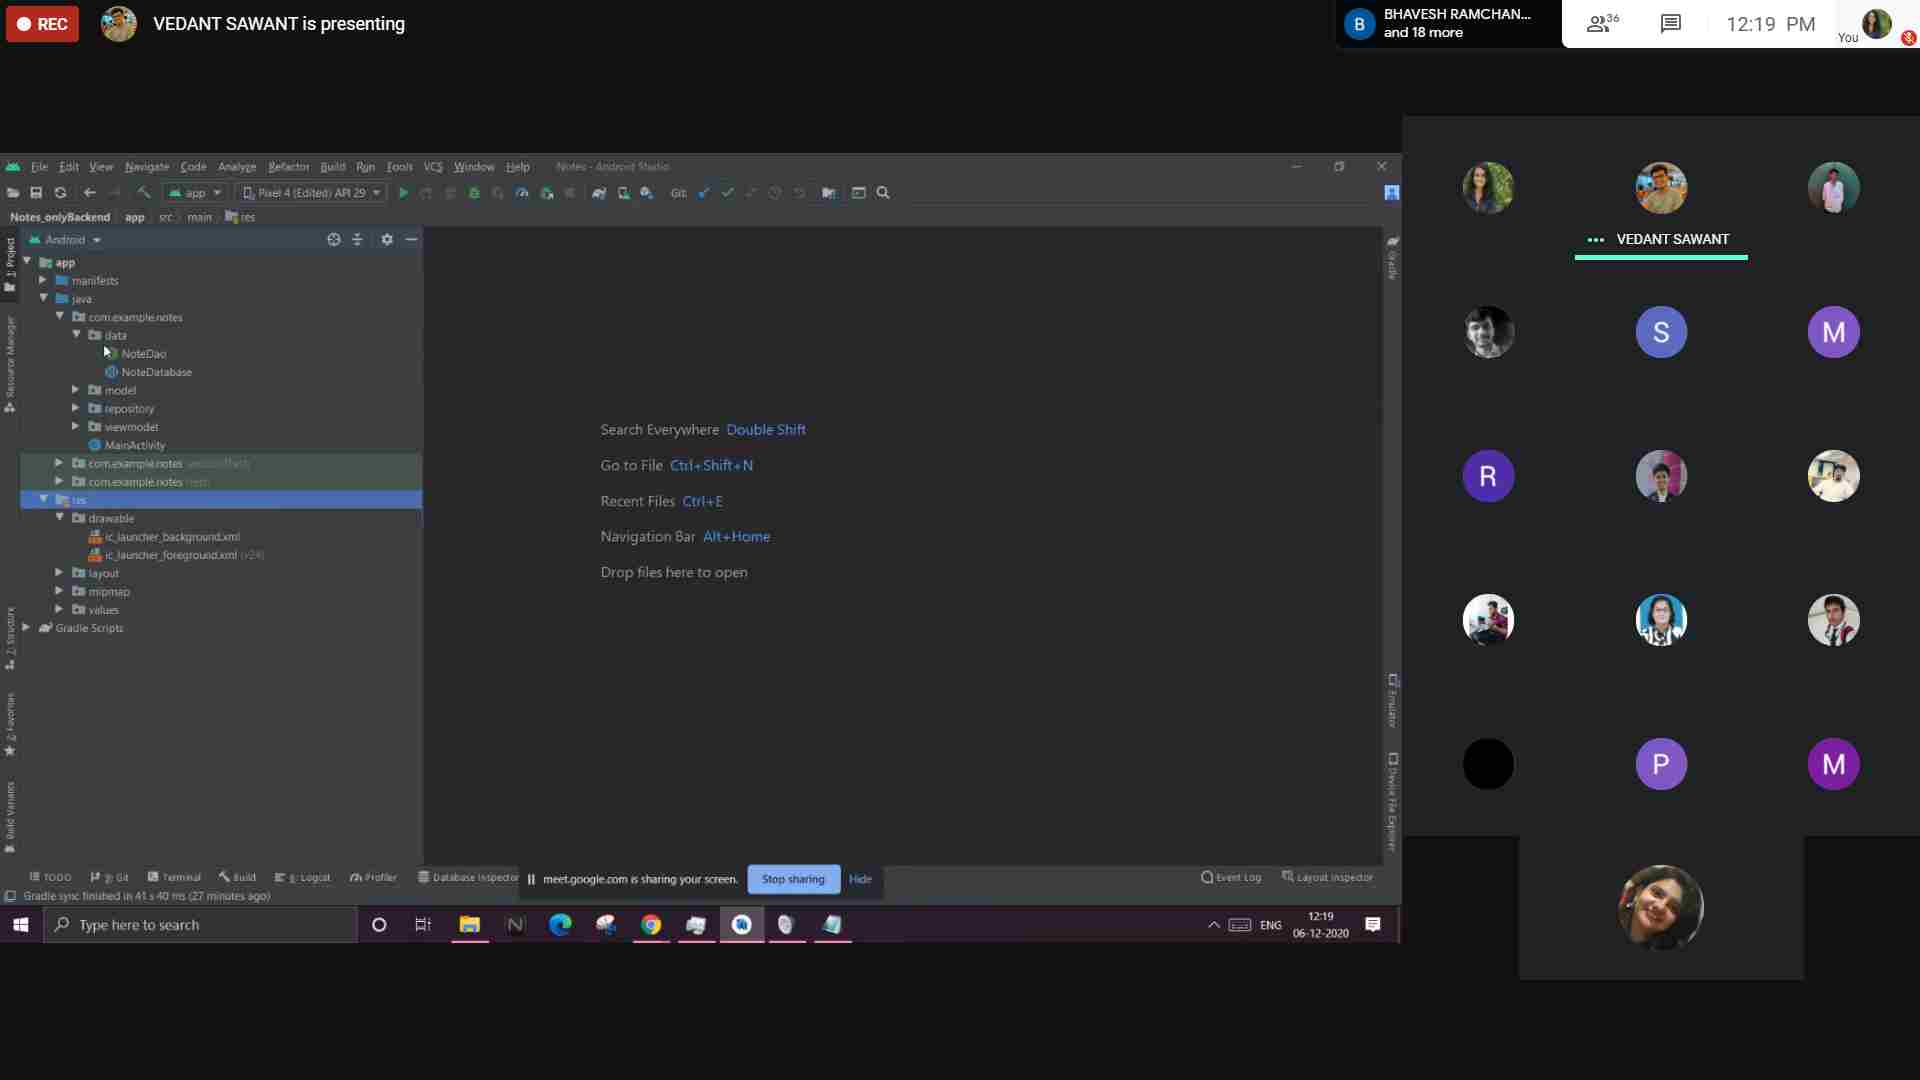 REC
VEDANT SAWANT is presenting
B
BHAVESH RAMCHAN...
and 18 more
36
12:19 PM
You
File Edit View Navigate Code Analyze Refactor Build Run Tools VCS Window Help Notes - Android Studio
app Pixel 4 (Edited) API 29 Git:
Notes_onlyBackend app src main res
Android
app
manifests
java
com.example.notes
data
NoteDao
NoteDatabase
model
repository
viewmodel
MainActivity
com.example.notes
com.example.notes (test)
res
drawable
ic_launcher_background.xml
ic_launcher_foreground.xml (v24)
layout
mipmap
values
Gradle Scripts
1: Project
Resource Manager
Z: Structure
2: Favorites
Build Variants
Search Everywhere Double Shift
Go to File Ctrl+Shift+N
Recent Files Ctrl+E
Navigation Bar Alt+Home
Drop files here to open
Gradle
Emulator
Device File Explorer
TODO 9: Git Terminal Build 6: Logcat Profiler Database Inspector
meet.google.com is sharing your screen. Stop sharing Hide
Event Log Layout Inspector
Gradle sync finished in 41 s 40 ms (27 minutes ago)
Type here to search
N
ENG
12:19
06-12-2020
VEDANT SAWANT
S
M
R
P
M